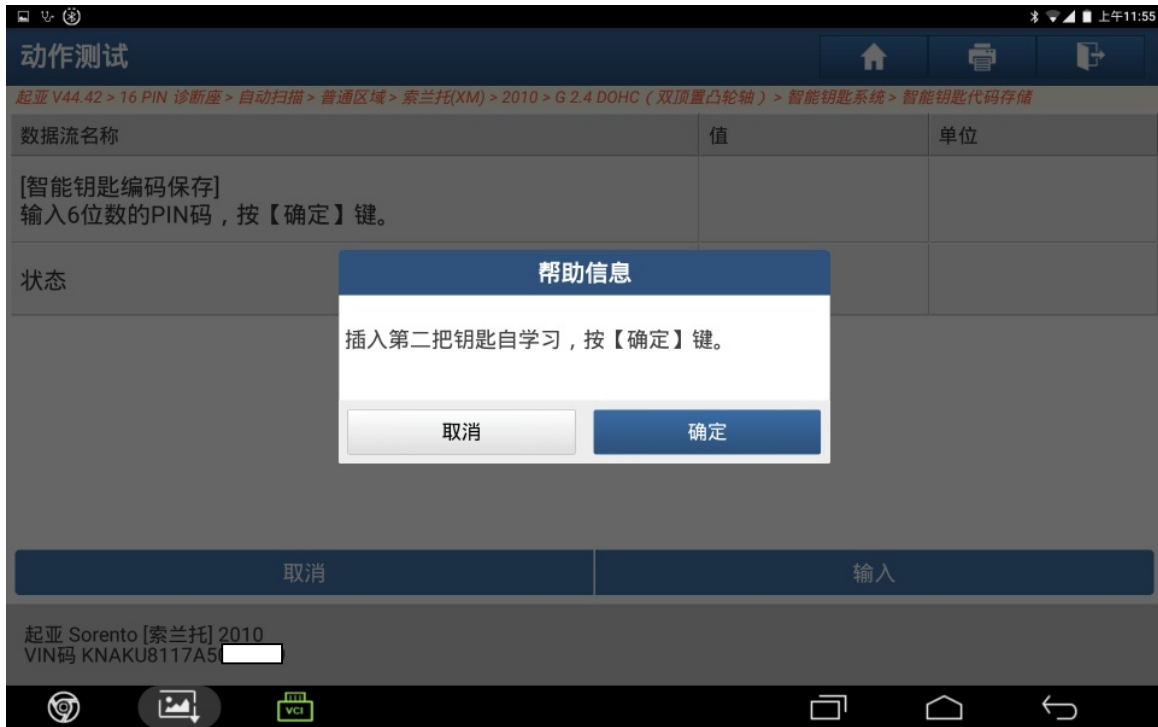 上午11:55
动作测试
起亚 V44.42 > 16 PIN 诊断座 > 自动扫描 > 普通区域 > 索兰托(XM) > 2010 > G 2.4 DOHC（双顶置凸轮轴）> 智能钥匙系统 > 智能钥匙代码存储
数据流名称 值 单位
[智能钥匙编码保存]
输入6位数的PIN码，按【确定】键。
状态
帮助信息
插入第二把钥匙自学习，按【确定】键。
取消 确定
取消 输入
起亚 Sorento [索兰托] 2010
VIN码 KNAKU8117A5
VCI